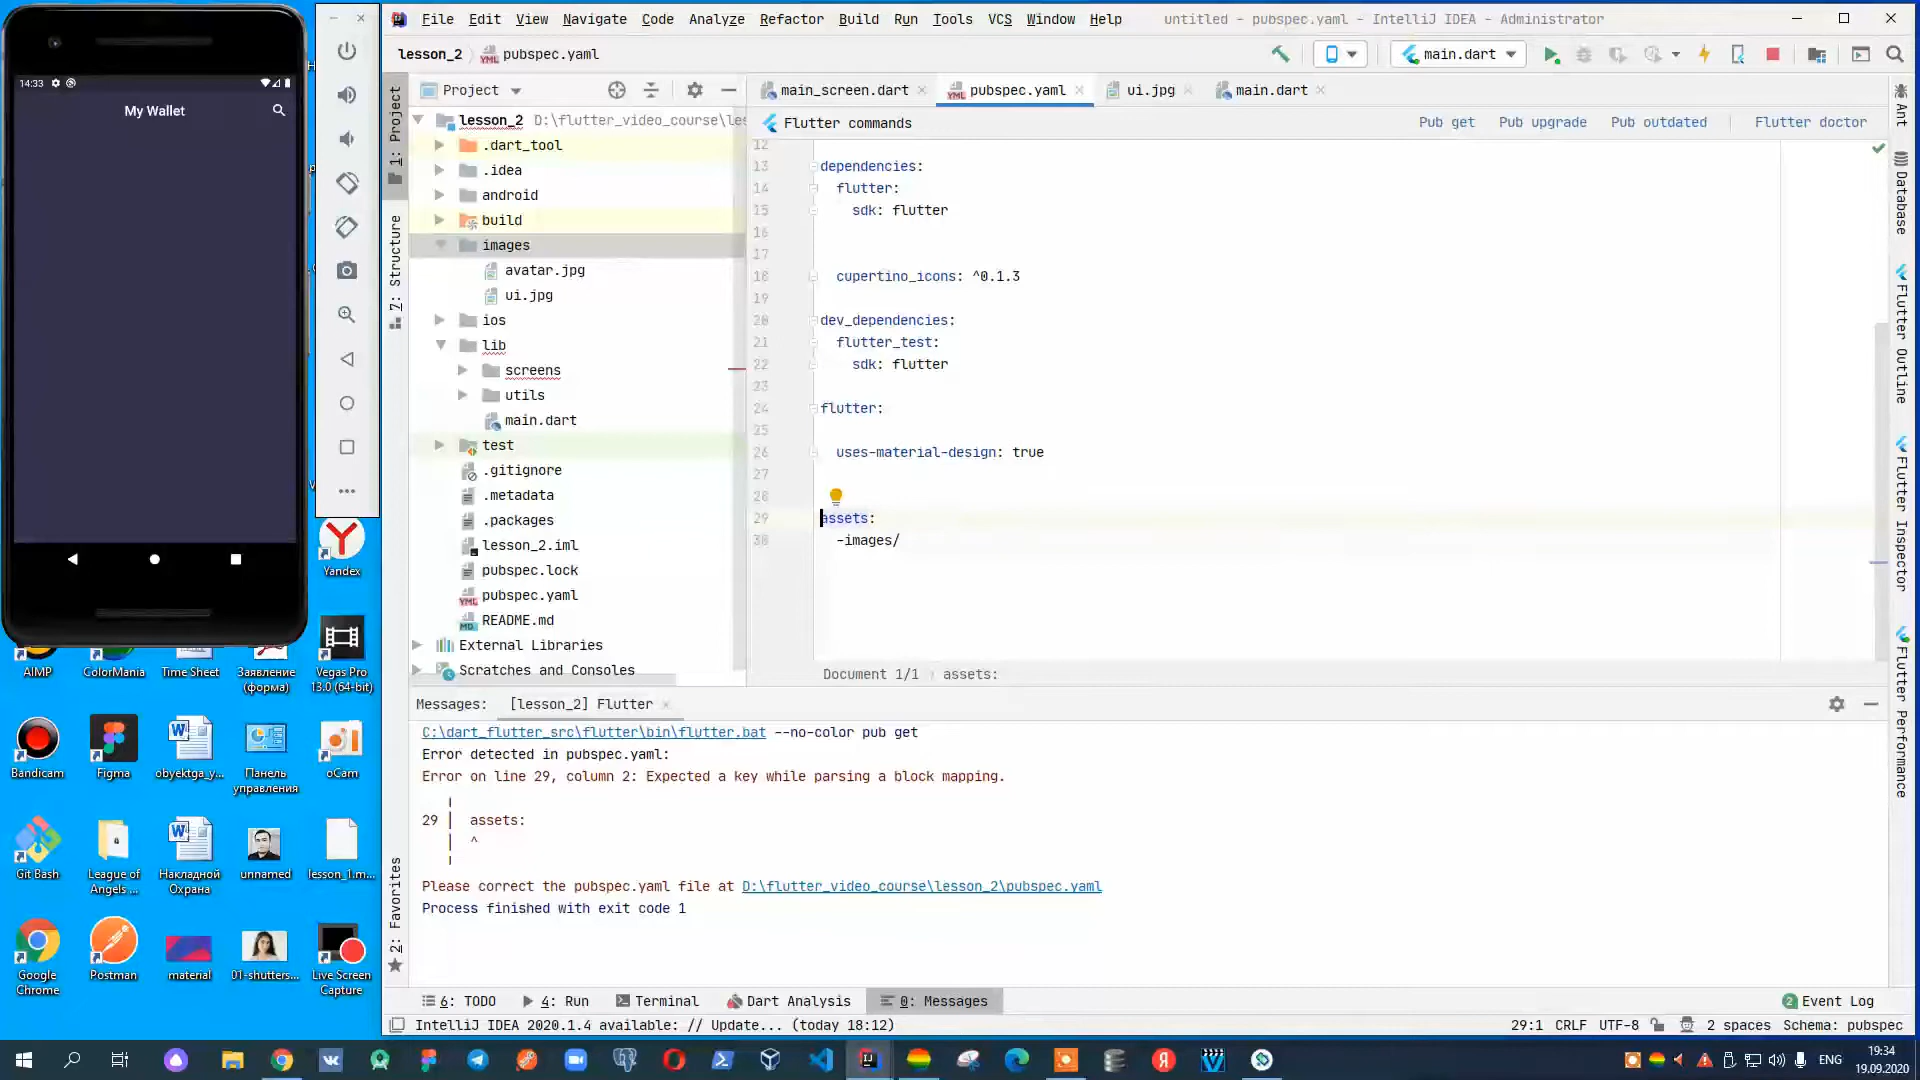 14:33
My Wallet
File Edit View Navigate Code Analyze Refactor Build Run Tools VCS Window Help
untitled - pubspec.yaml - IntelliJ IDEA - Administrator
lesson_2
pubspec.yaml
main.dart
1: Project
7: Structure
2: Favorites
Project
main_screen.dart
pubspec.yaml
ui.jpg
main.dart
Flutter commands
Pub get
Pub upgrade
Pub outdated
Flutter doctor
lesson_2 D:\flutter_video_course\les
.dart_tool
.idea
android
build
images
avatar.jpg
ui.jpg
ios
lib
screens
utils
main.dart
test
.gitignore
.metadata
.packages
lesson_2.iml
pubspec.lock
pubspec.yaml
README.md
External Libraries
Scratches and Consoles
12
13 dependencies:
14 flutter:
15 sdk: flutter
16
17
18 cupertino_icons: ^0.1.3
19
20 dev_dependencies:
21 flutter_test:
22 sdk: flutter
23
24 flutter:
25
26 uses-material-design: true
27
28
29 assets:
30 -images/
Document 1/1
assets:
Ant
Database
Flutter Outline
Flutter Inspector
Flutter Performance
Messages:
[lesson_2] Flutter
C:\dart_flutter_src\flutter\bin\flutter.bat --no-color pub get
Error detected in pubspec.yaml:
Error on line 29, column 2: Expected a key while parsing a block mapping.
29 | assets:
^
Please correct the pubspec.yaml file at D:\flutter_video_course\lesson_2\pubspec.yaml
Process finished with exit code 1
6: TODO
4: Run
Terminal
Dart Analysis
0: Messages
2 Event Log
IntelliJ IDEA 2020.1.4 available: // Update... (today 18:12)
29:1 CRLF UTF-8 2 spaces Schema: pubspec
Yandex
AIMP
ColorMania
Time Sheet
Заявление (форма)
Vegas Pro 13.0 (64-bit)
Bandicam
Figma
obyektga_y...
Панель управления
oCam
Git Bash
League of Angels ...
Накладной Охрана
unnamed
lesson_1.m...
Google Chrome
Postman
material
01-shutters...
Live Screen Capture
ENG
19:34
19.09.2020